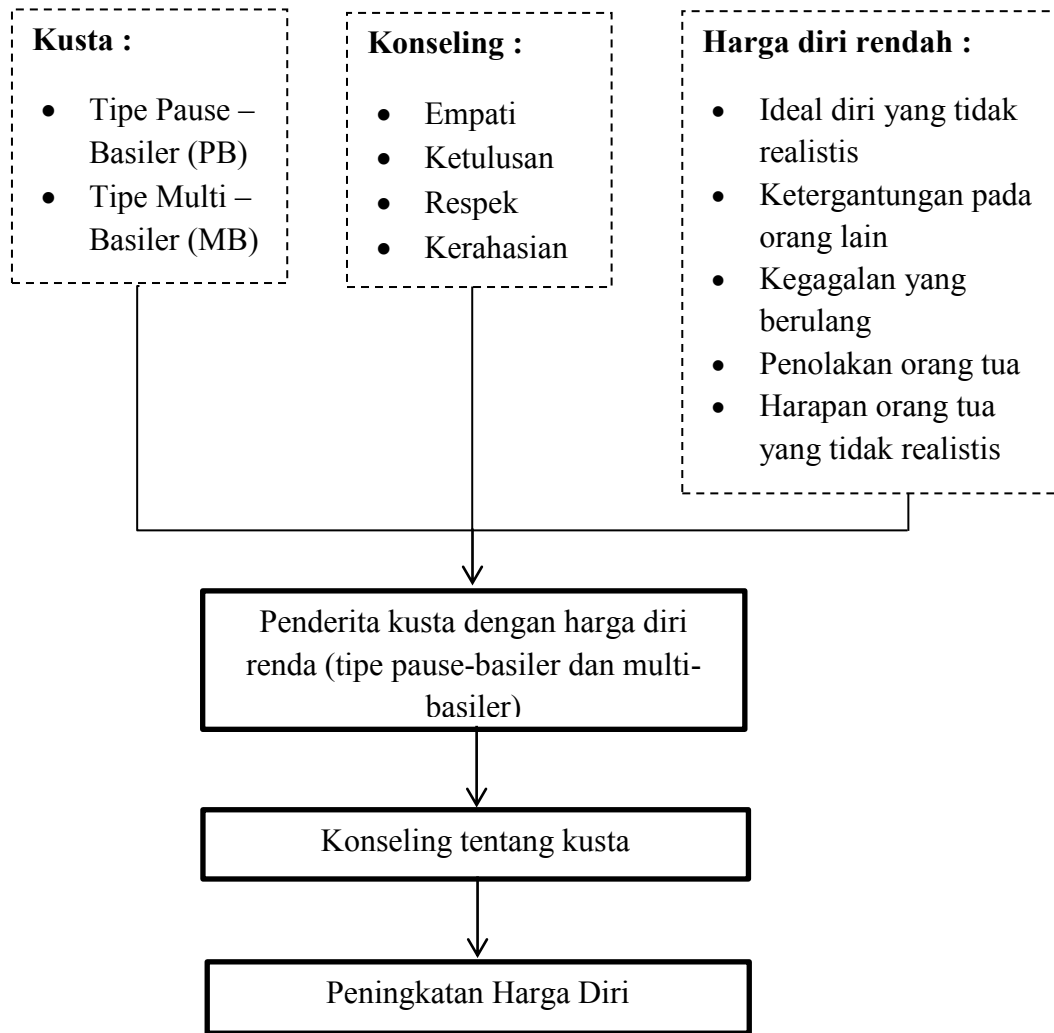 Kusta :
• Tipe Pause –
Basiler (PB)
• Tipe Multi –
Basiler (MB)
Konseling :
• Empati
• Ketulusan
• Respek
• Kerahasian
Harga diri rendah :
• Ideal diri yang tidak
realistis
• Ketergantungan pada
orang lain
• Kegagalan yang
berulang
• Penolakan orang tua
• Harapan orang tua
yang tidak realistis
Penderita kusta dengan harga diri
renda (tipe pause-basiler dan multi-
basiler)
Konseling tentang kusta
Peningkatan Harga Diri